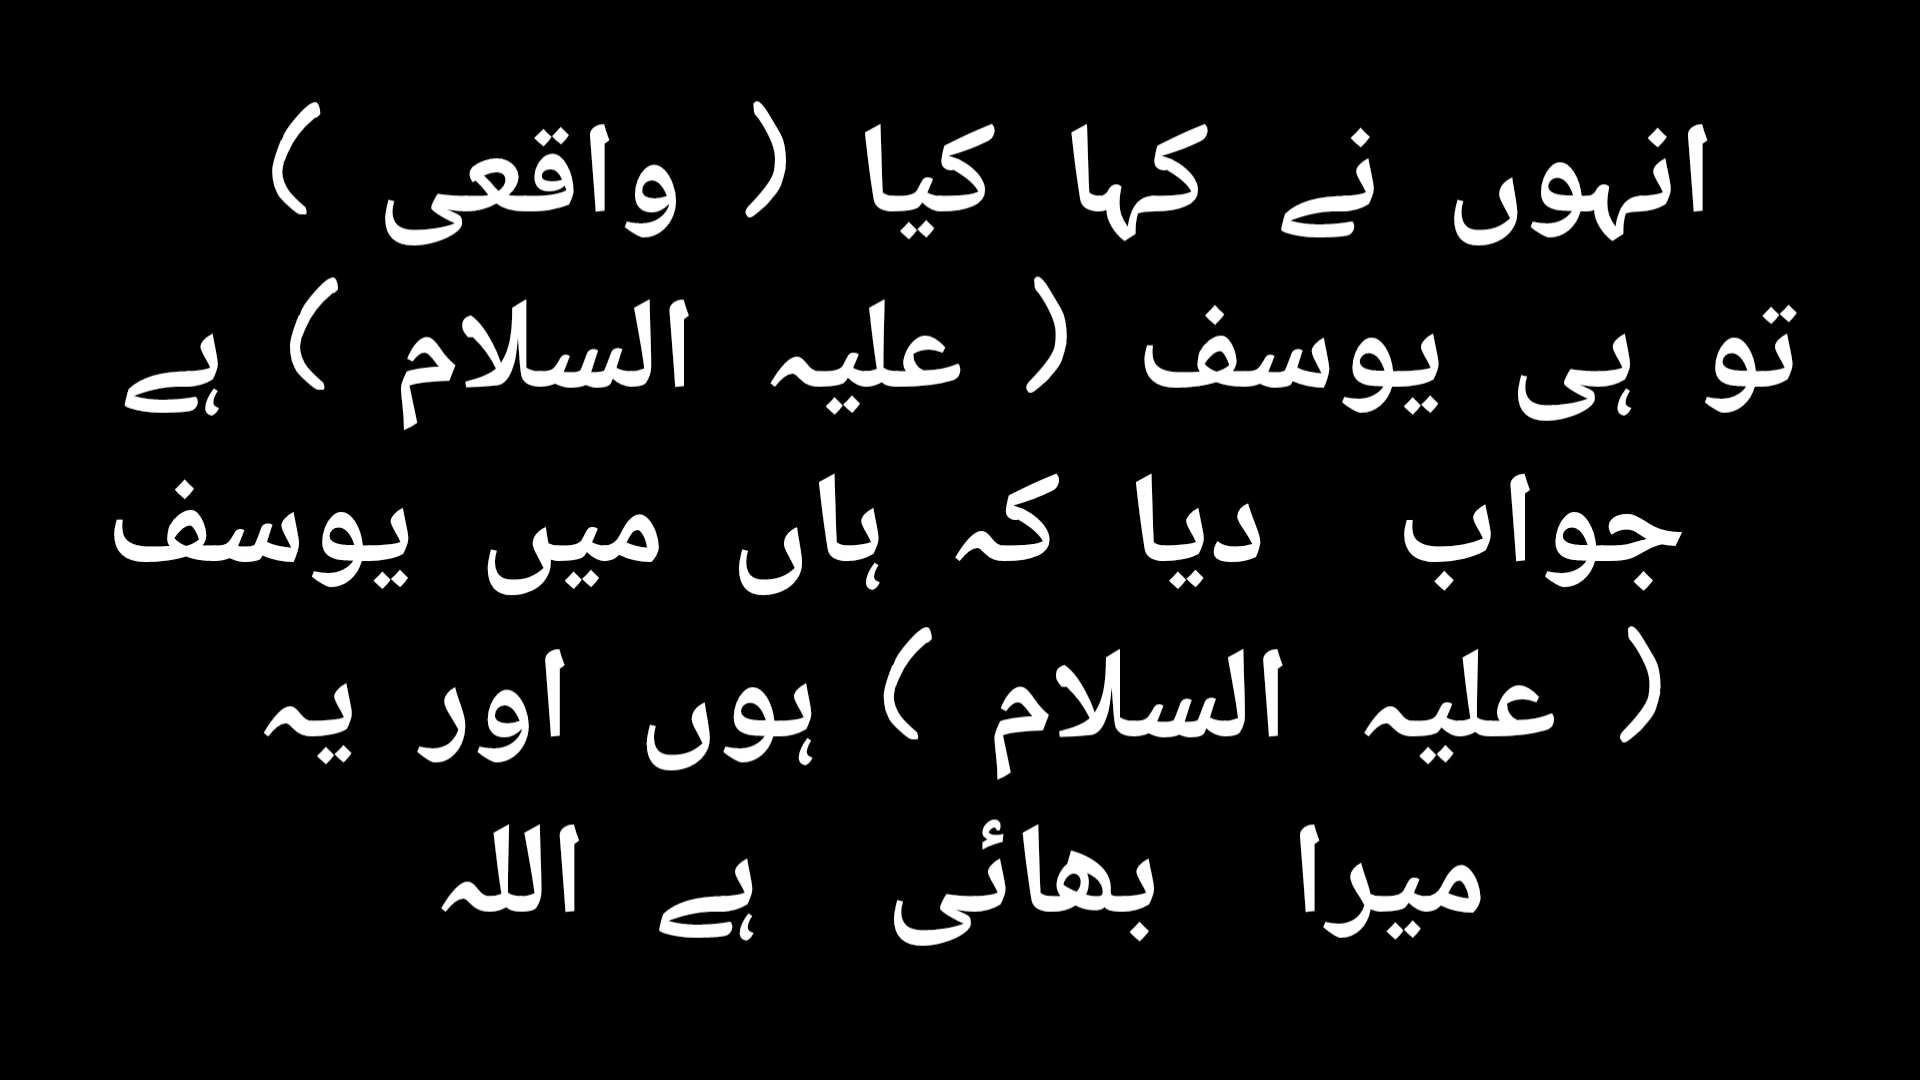 انہوں نے کہا کیا ( واقعی )
تو ہی یوسف ( علیہ السلام ) ہے
جواب دیا کہ ہاں میں یوسف
( علیہ السلام ) ہوں اور یہ
میرا بھائی ہے اللہ